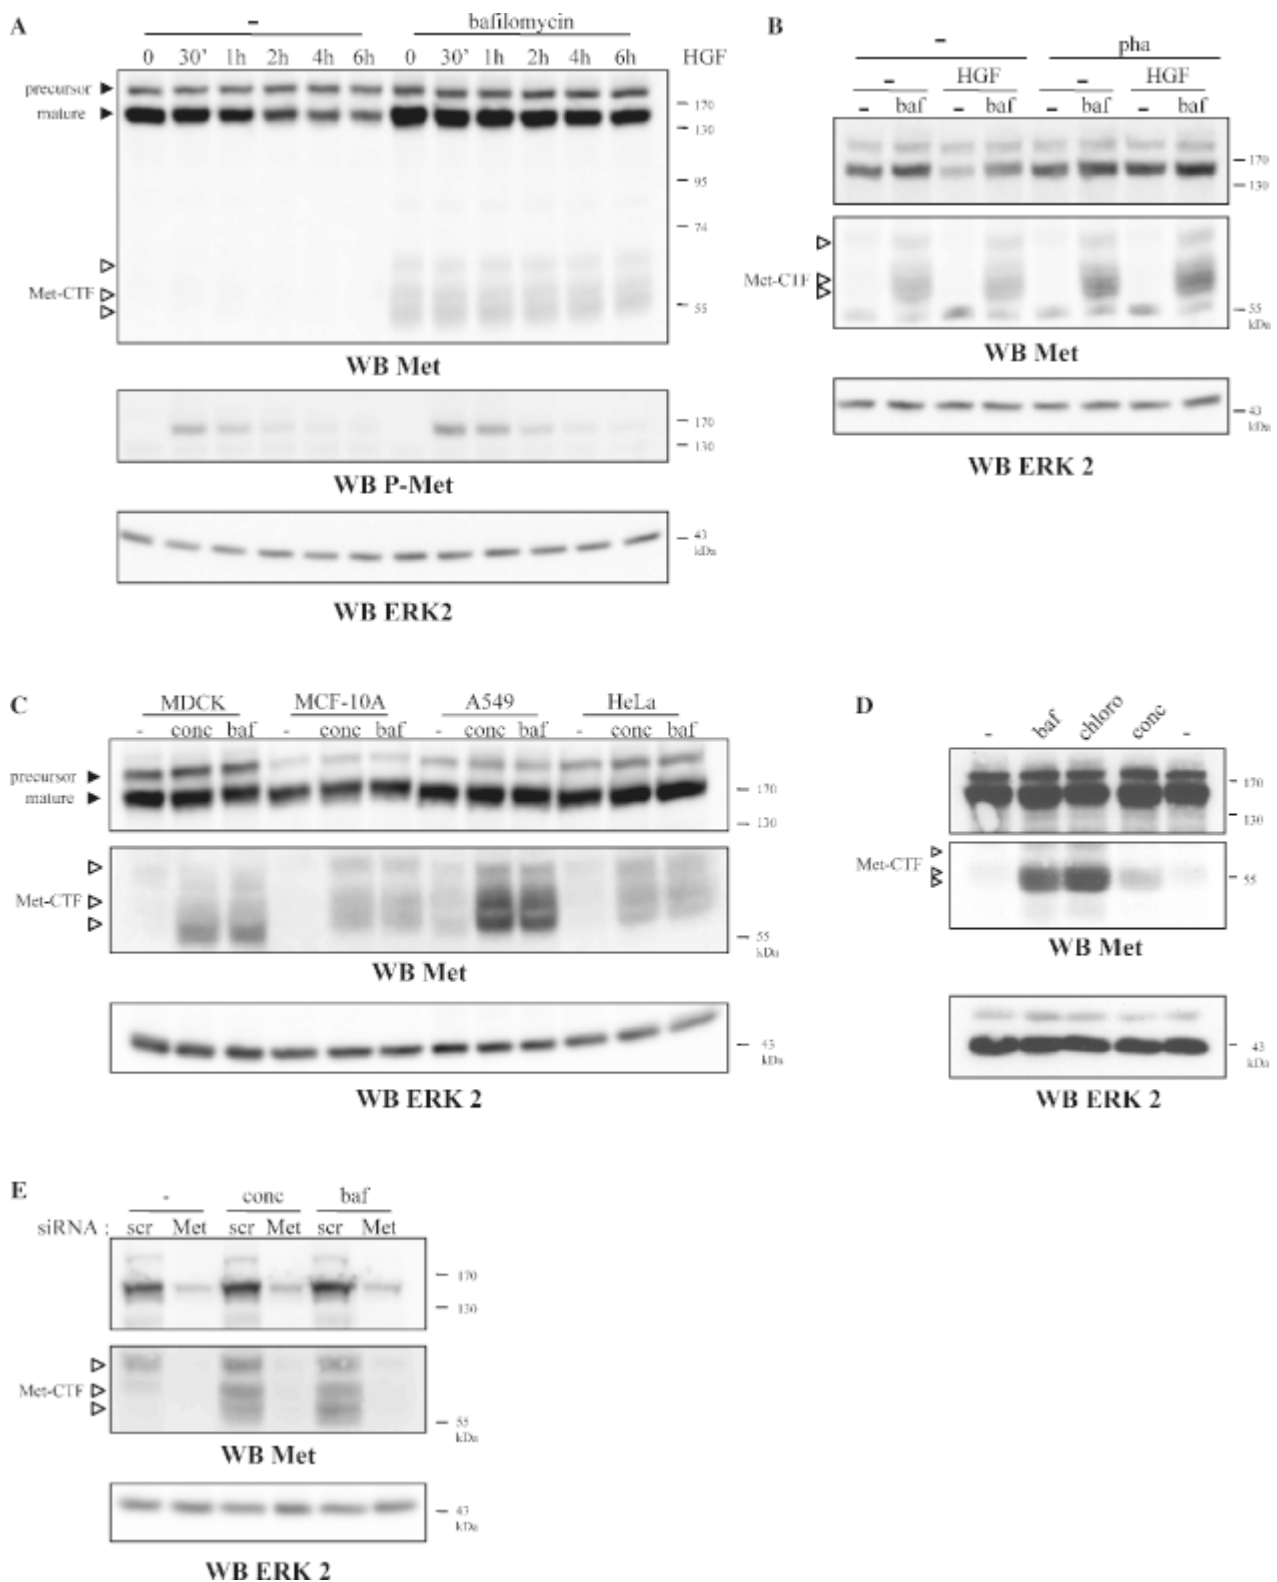 A
–
bafilomycin
0 30' 1h 2h 4h 6h 0 30' 1h 2h 4h 6h HGF
precursor
mature
170
130
95
74
Met-CTF
55
WB Met
170
130
WB P-Met
43
kDa
WB ERK2
B
– pha
– HGF – HGF
– baf – baf – baf – baf
170
130
Met-CTF
55
kDa
WB Met
43
kDa
WB ERK 2
C
MDCK MCF-10A A549 HeLa
- conc baf - conc baf - conc baf - conc baf
precursor
mature
170
130
Met-CTF
55
kDa
WB Met
43
kDa
WB ERK 2
D
- baf chloro conc -
170
130
Met-CTF
55
WB Met
43
kDa
WB ERK 2
E
- conc baf
siRNA : scr Met scr Met scr Met
170
130
Met-CTF
55
kDa
WB Met
43
kDa
WB ERK 2